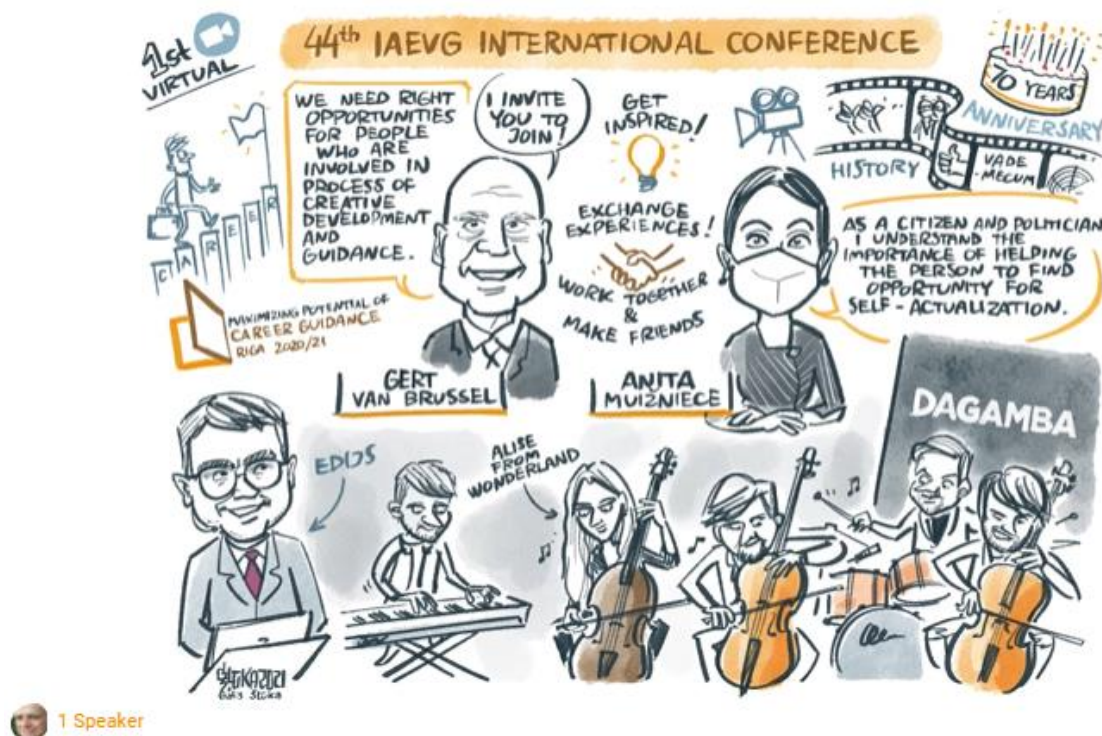 1st
VIRTUAL
44th IAEVG INTERNATIONAL CONFERENCE
WE NEED RIGHT
OPPORTUNITIES
FOR PEOPLE
WHO ARE
INVOLVED IN
PROCESS OF
CREATIVE
DEVELOPMENT
AND
GUIDANCE.
I INVITE
YOU TO
JOIN!
GET
INSPIRED!
EXCHANGE
EXPERIENCES!
WORK TOGETHER
&
MAKE FRIENDS
10 YEARS
ANNIVERSARY
HISTORY
VADE
-MECUM
AS A CITIZEN AND POLITICIAN
I UNDERSTAND THE
IMPORTANCE OF HELPING
THE PERSON TO FIND
OPPORTUNITY FOR
SELF-ACTUALIZATION.
CAREER
MAXIMIZING POTENTIAL OF
CAREER GUIDANCE
RIGA 2020/21
GERT
VAN BRUSSEL
ANITA
MUIŽNIECE
EDIJS
ALISE
FROM
WONDERLAND
DAGAMBA
1 Speaker